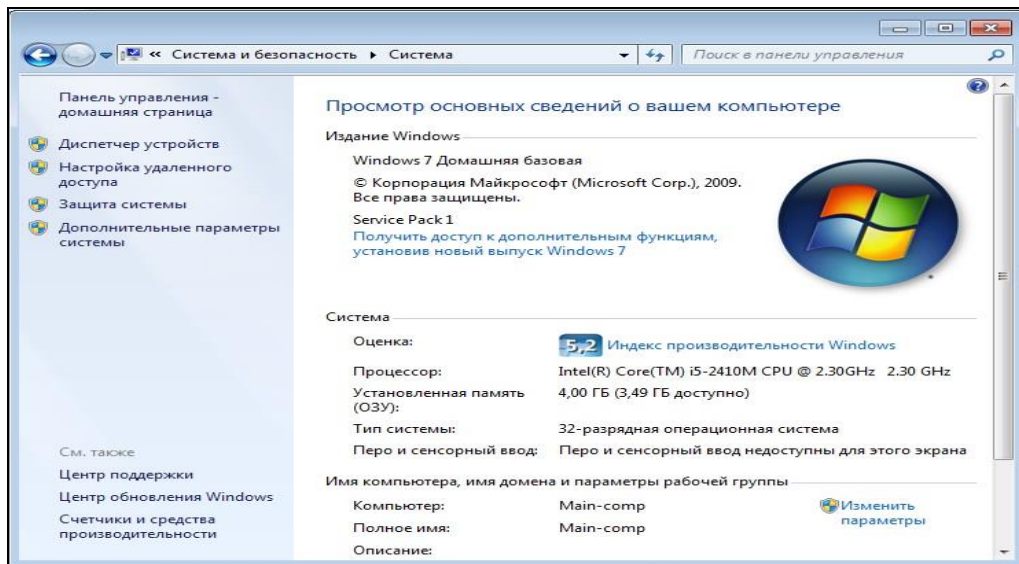 « Система и безопасность ▸ Система
Поиск в панели управления
Панель управления -
домашняя страница
Диспетчер устройств
Настройка удаленного
доступа
Защита системы
Дополнительные параметры
системы
См. также
Центр поддержки
Центр обновления Windows
Счетчики и средства
производительности
Просмотр основных сведений о вашем компьютере
Издание Windows
Windows 7 Домашняя базовая
© Корпорация Майкрософт (Microsoft Corp.), 2009.
Все права защищены.
Service Pack 1
Получить доступ к дополнительным функциям,
установив новый выпуск Windows 7
Система
Оценка: 5,2 Индекс производительности Windows
Процессор: Intel(R) Core(TM) i5-2410M CPU @ 2.30GHz 2.30 GHz
Установленная память 4,00 ГБ (3,49 ГБ доступно)
(ОЗУ):
Тип системы: 32-разрядная операционная система
Перо и сенсорный ввод: Перо и сенсорный ввод недоступны для этого экрана
Имя компьютера, имя домена и параметры рабочей группы
Компьютер: Main-comp Изменить
параметры
Полное имя: Main-comp
Описание: